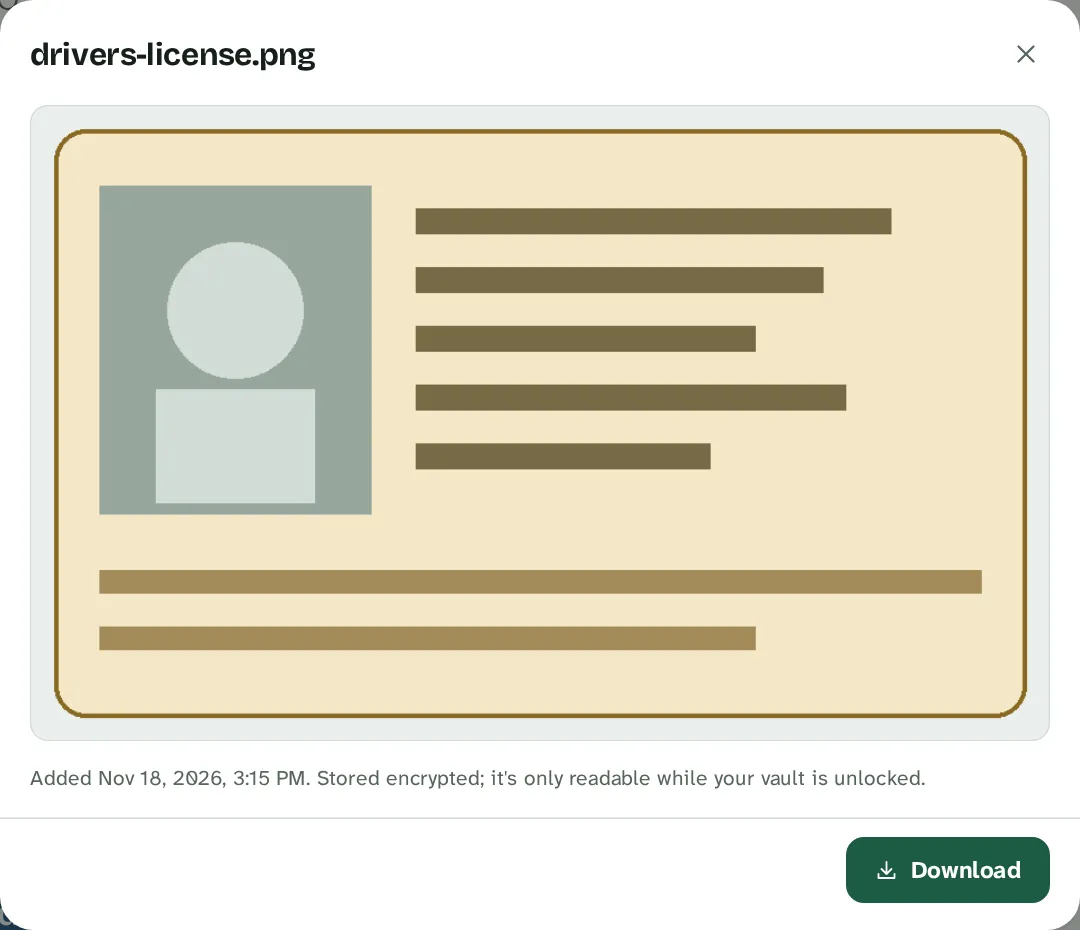 drivers-license.png
Added Nov 18, 2026, 3:15 PM. Stored encrypted; it's only readable while your vault is unlocked.
Download